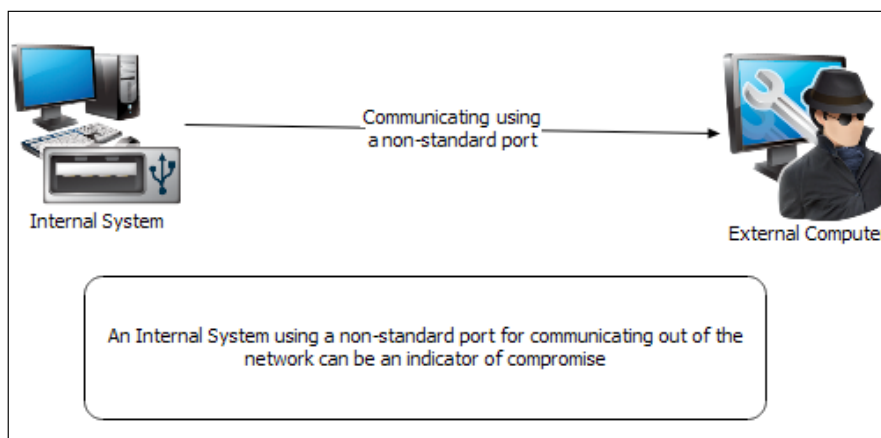 Communicating using
a non-standard port
Internal System
External Computer
An Internal System using a non-standard port for communicating out of the
network can be an indicator of compromise